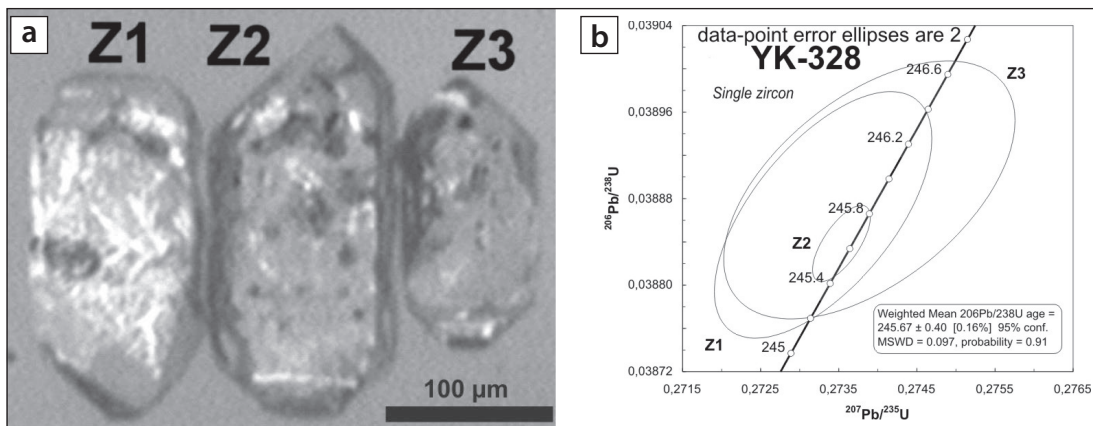 a
Z1 Z2 Z3
100 µm
b
data-point error ellipses are 2
YK-328
Single zircon
Z3
Z2
Z1
246.6
246.2
245.8
245.4
245
0,03904
0,03896
0,03888
0,03880
0,03872
206Pb/238U
0,2715 0,2725 0,2735 0,2745 0,2755 0,2765
207Pb/235U
Weighted Mean 206Pb/238U age =
245.67 ± 0.40 [0.16%] 95% conf.
MSWD = 0.097, probability = 0.91